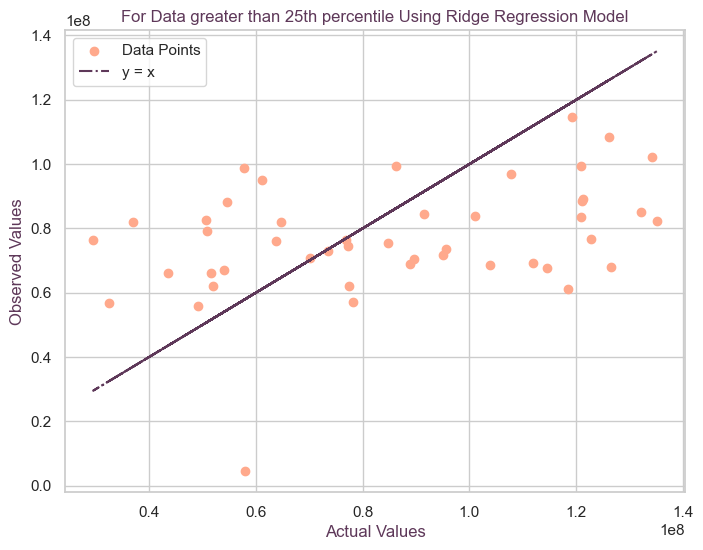 For Data greater than 25th percentile Using Ridge Regression Model
1e8
1.4
1.2
1.0
0.8
0.6
0.4
0.2
0.0
Observed Values
Data Points
y = x
0.4 0.6 0.8 1.0 1.2 1.4
1e8
Actual Values